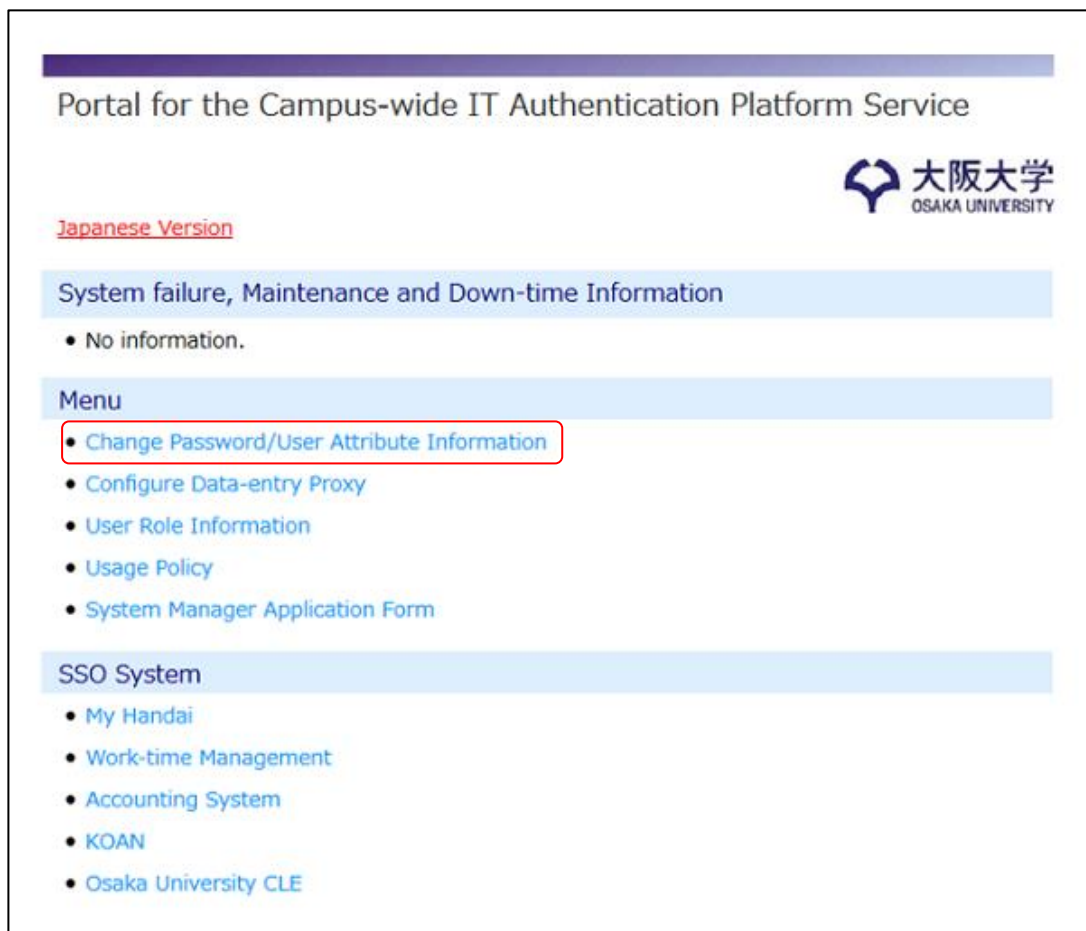 Portal for the Campus-wide IT Authentication Platform Service
大阪大学
OSAKA UNIVERSITY
Japanese Version
System failure, Maintenance and Down-time Information
• No information.
Menu
• Change Password/User Attribute Information
• Configure Data-entry Proxy
• User Role Information
• Usage Policy
• System Manager Application Form
SSO System
• My Handai
• Work-time Management
• Accounting System
• KOAN
• Osaka University CLE